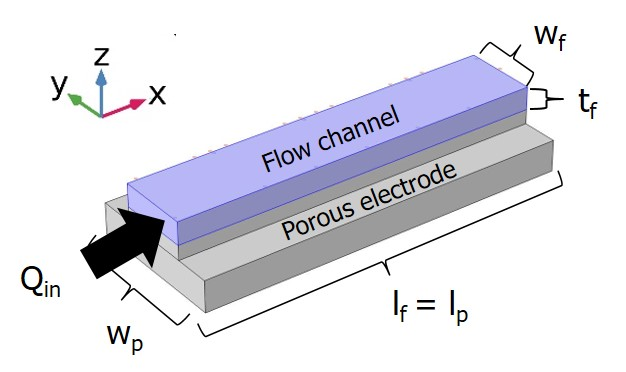 w_f
z
y
x
t_f
Flow channel
Porous electrode
Q_in
l_f = l_p
w_p